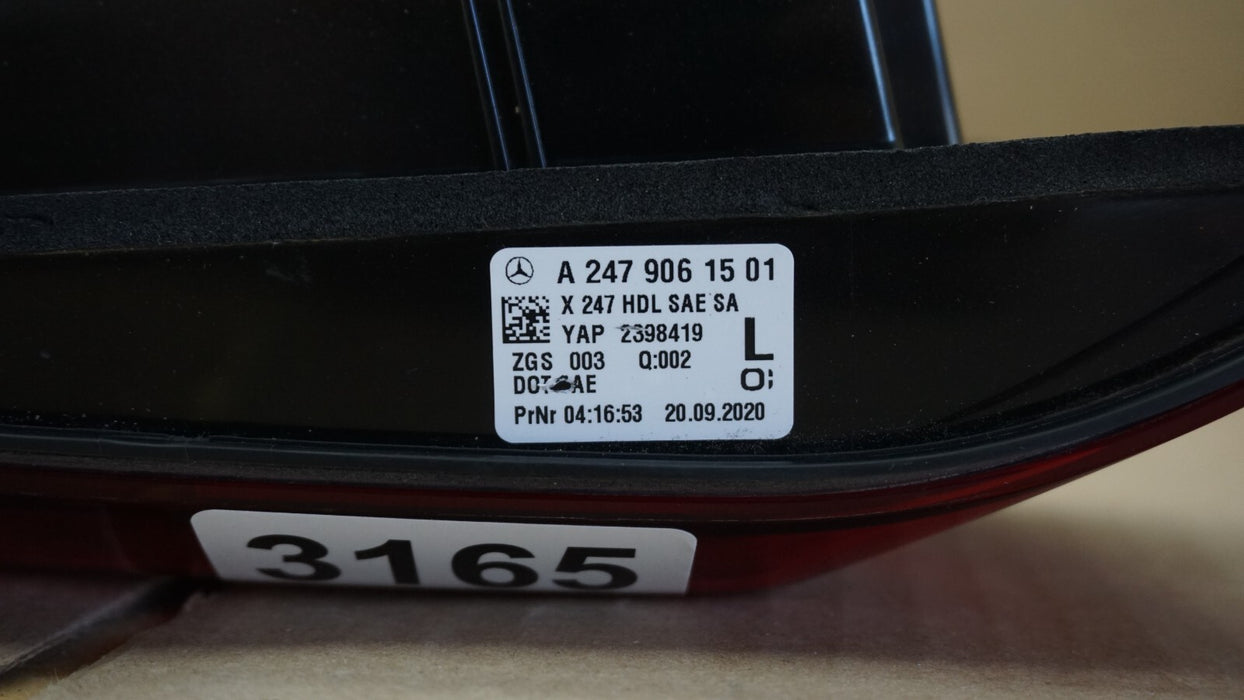 A 247 906 15 01
X 247 HDL SAE SA
YAP 2398419
L
ZGS 003 Q:002
SAE
PrNr 04:16:53 20.09.2020
3165